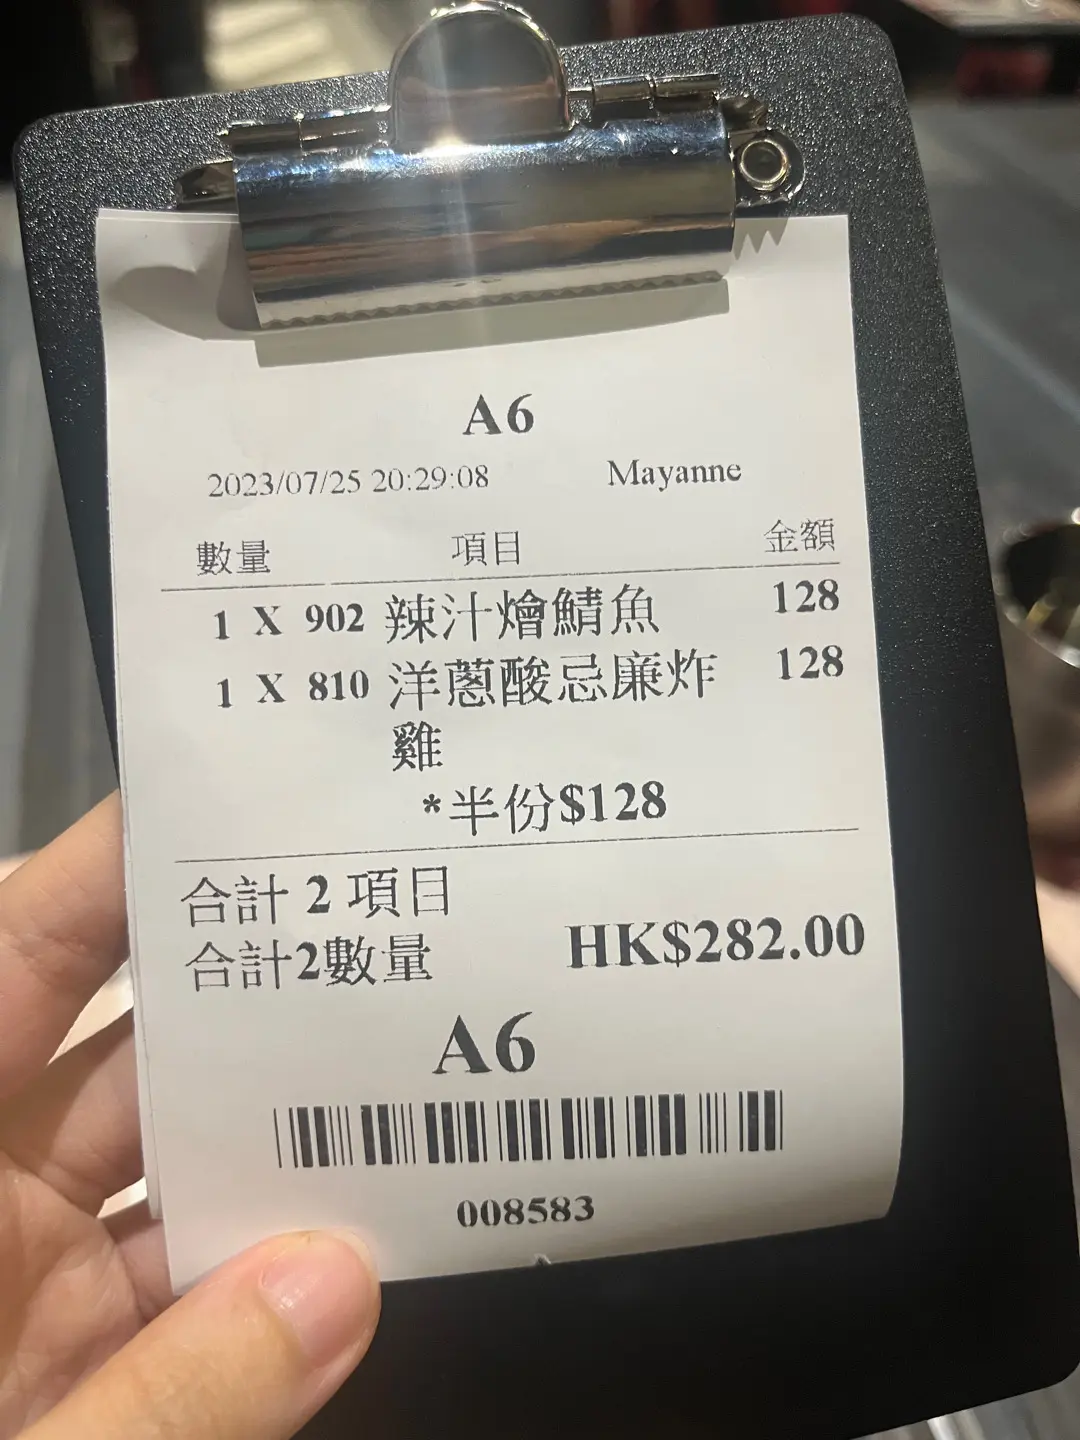 A6
2023/07/25 20:29:08 Mayanne
數量 項目 金額
1 X 902 辣汁燴鯖魚 128
1 X 810 洋蔥酸忌廉炸 128
雞
*半份$128
合計 2 項目
合計2數量 HK$282.00
A6
008583